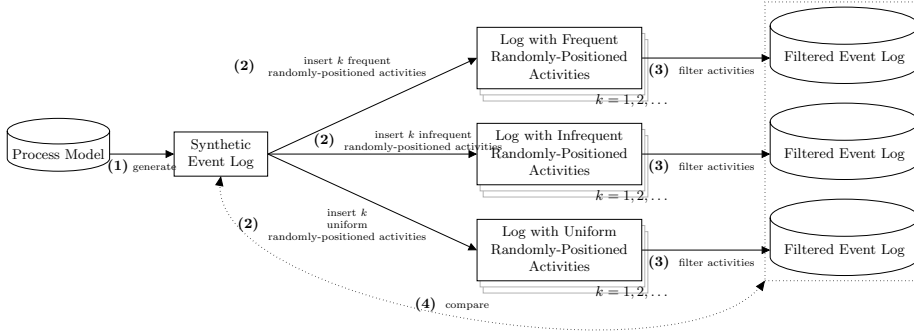 Process Model
(1) generate
Synthetic
Event Log
(2)
insert k frequent
randomly-positioned activities
(2)
insert k infrequent
randomly-positioned activities
(2)
insert k
uniform
randomly-positioned activities
Log with Frequent
Randomly-Positioned
Activities
k = 1, 2, . . .
(3) filter activities
Filtered Event Log
Log with Infrequent
Randomly-Positioned
Activities
k = 1, 2, . . .
(3) filter activities
Filtered Event Log
Log with Uniform
Randomly-Positioned
Activities
k = 1, 2, . . .
(3) filter activities
Filtered Event Log
(4) compare